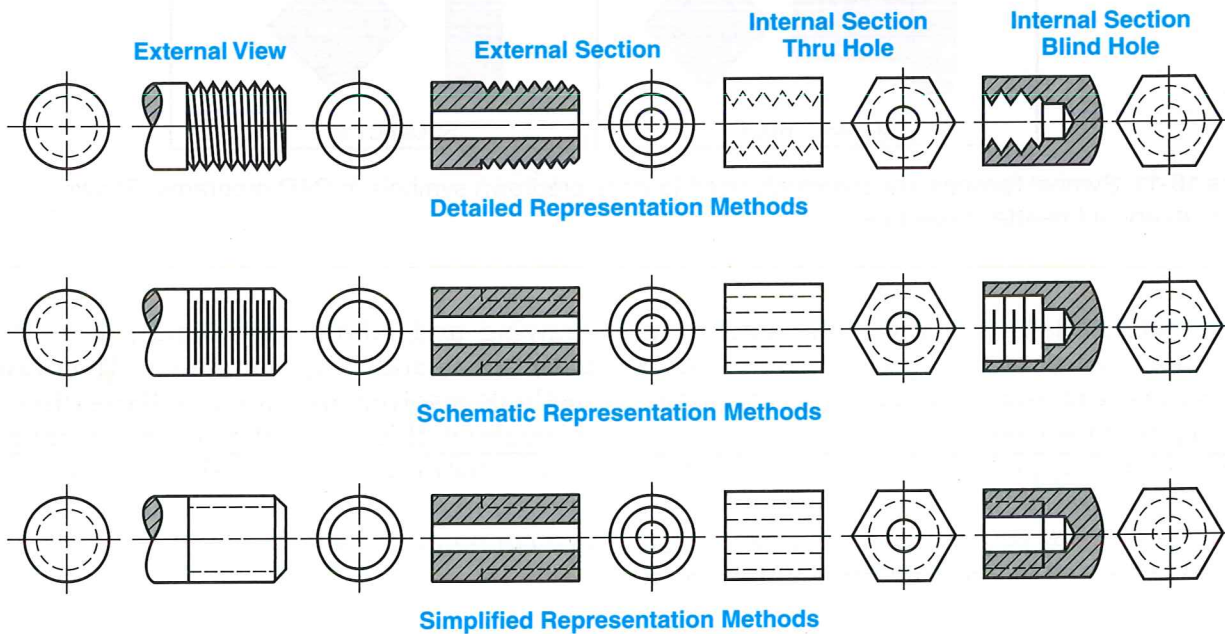 External View
External Section
Internal Section
Thru Hole
Internal Section
Blind Hole
Detailed Representation Methods
Schematic Representation Methods
Simplified Representation Methods